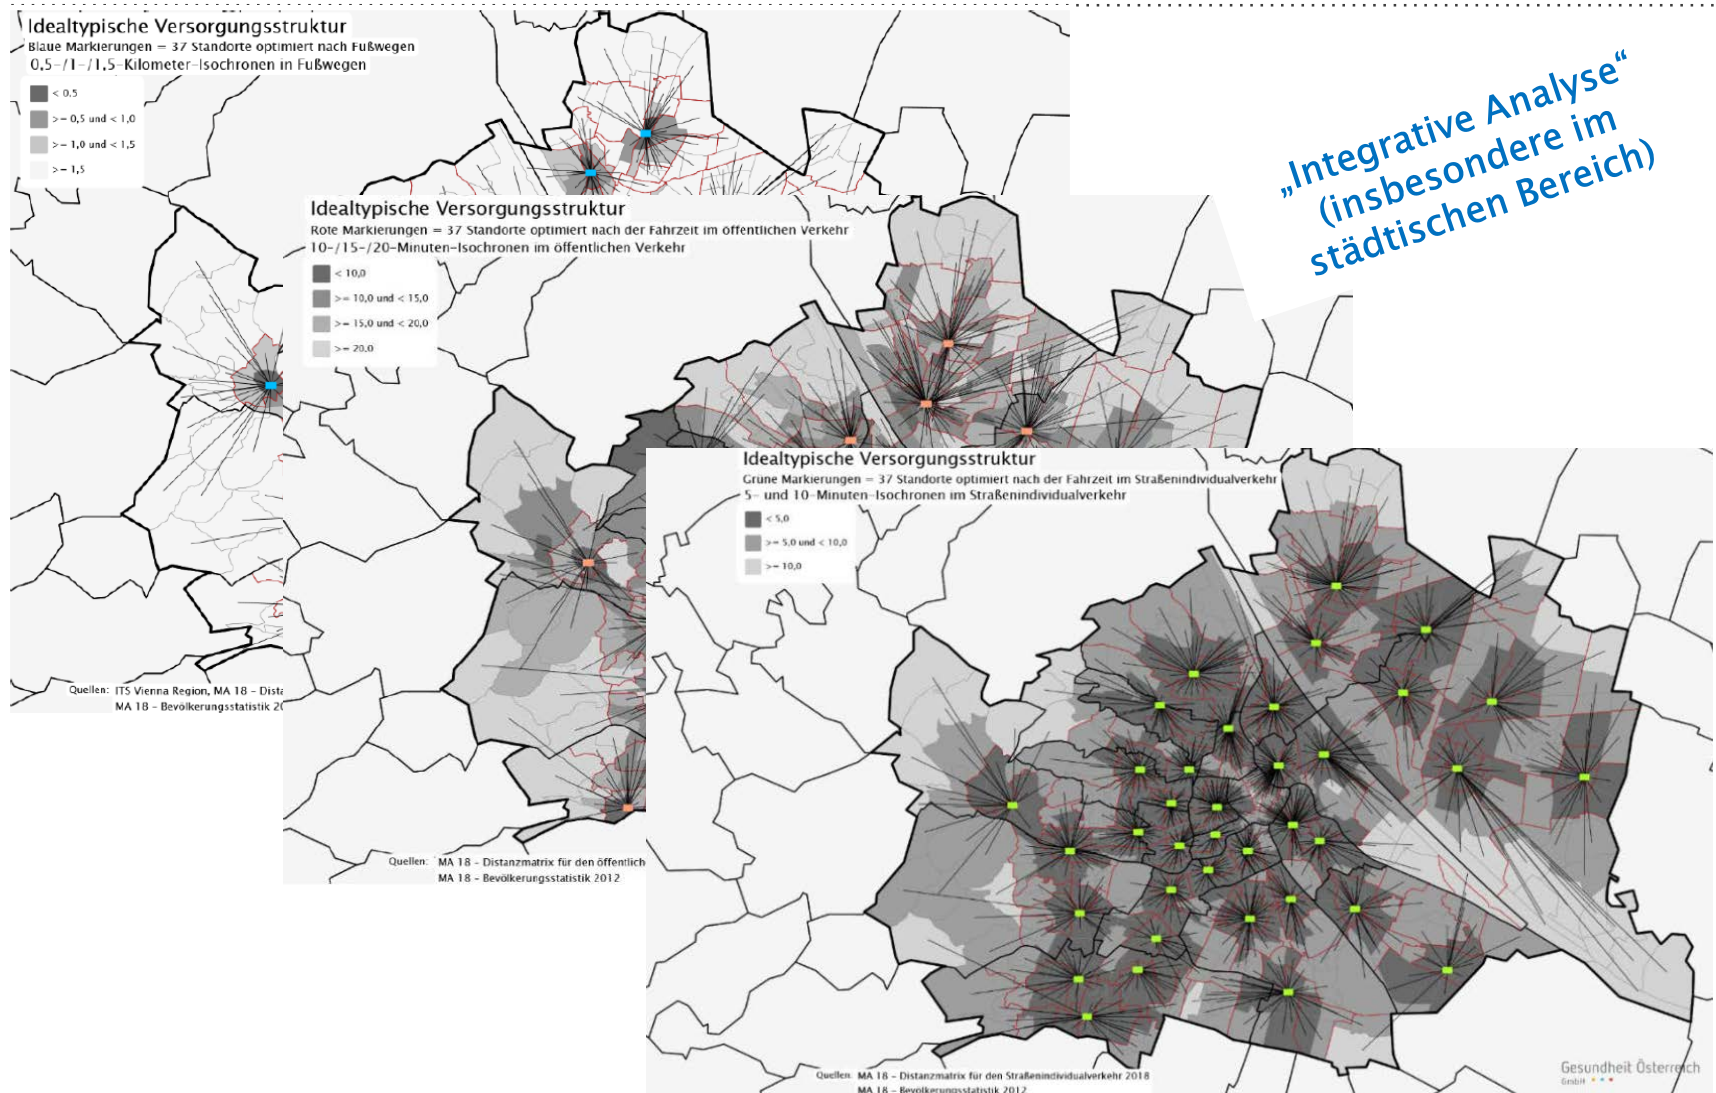 Idealtypische Versorgungsstruktur
Blaue Markierungen = 37 Standorte optimiert nach Fußwegen
0,5-/1-/1,5-Kilometer-Isochronen in Fußwegen
< 0,5
>= 0,5 und < 1,0
>= 1,0 und < 1,5
>= 1,5
„Integrative Analyse“
(insbesondere im
städtischen Bereich)
Idealtypische Versorgungsstruktur
Rote Markierungen = 37 Standorte optimiert nach der Fahrzeit im öffentlichen Verkehr
10-/15-/20-Minuten-Isochronen im öffentlichen Verkehr
< 10,0
>= 10,0 und < 15,0
>= 15,0 und < 20,0
>= 20,0
Idealtypische Versorgungsstruktur
Grüne Markierungen = 37 Standorte optimiert nach der Fahrzeit im Straßenindividualverkehr
5- und 10-Minuten-Isochronen im Straßenindividualverkehr
< 5,0
>= 5,0 und < 10,0
>= 10,0
Quellen: ITS Vienna Region, MA 18 - Dista
MA 18 - Bevölkerungsstatistik 20
Quellen: MA 18 - Distanzmatrix für den öffentlich
MA 18 - Bevölkerungsstatistik 2012
Quellen: MA 18 - Distanzmatrix für den Straßenindividualverkehr 2018
MA 18 - Bevölkerungsstatistik 2012
Gesundheit Österreich
GmbH